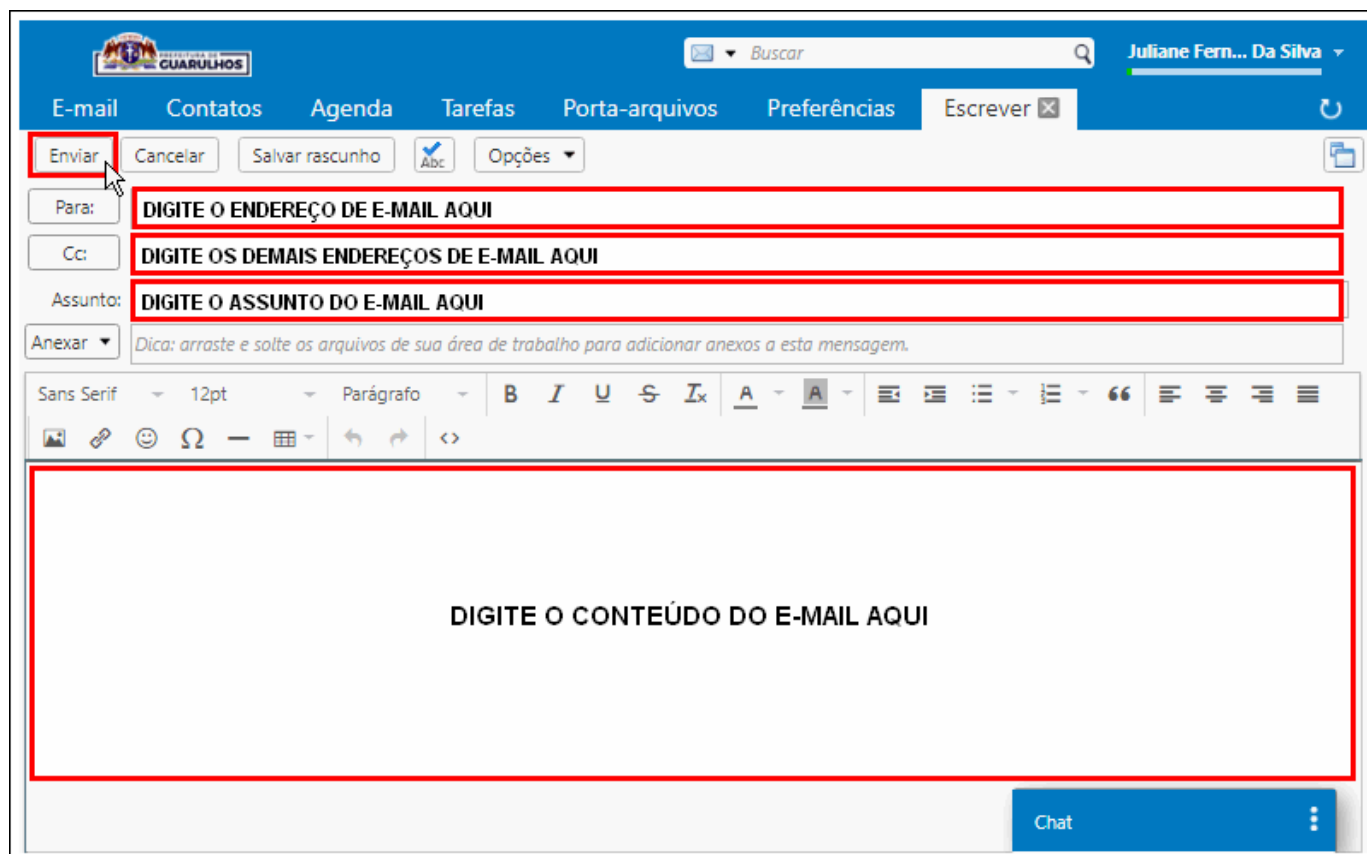 PREFEITURA DE
GUARULHOS
Buscar
Juliane Fern... Da Silva
E-mail Contatos Agenda Tarefas Porta-arquivos Preferências Escrever
Enviar Cancelar Salvar rascunho Abc Opções
Para: DIGITE O ENDEREÇO DE E-MAIL AQUI
Cc: DIGITE OS DEMAIS ENDEREÇOS DE E-MAIL AQUI
Assunto: DIGITE O ASSUNTO DO E-MAIL AQUI
Anexar Dica: arraste e solte os arquivos de sua área de trabalho para adicionar anexos a esta mensagem.
Sans Serif 12pt Parágrafo B I U S Tx A A
Ω
DIGITE O CONTEÚDO DO E-MAIL AQUI
Chat